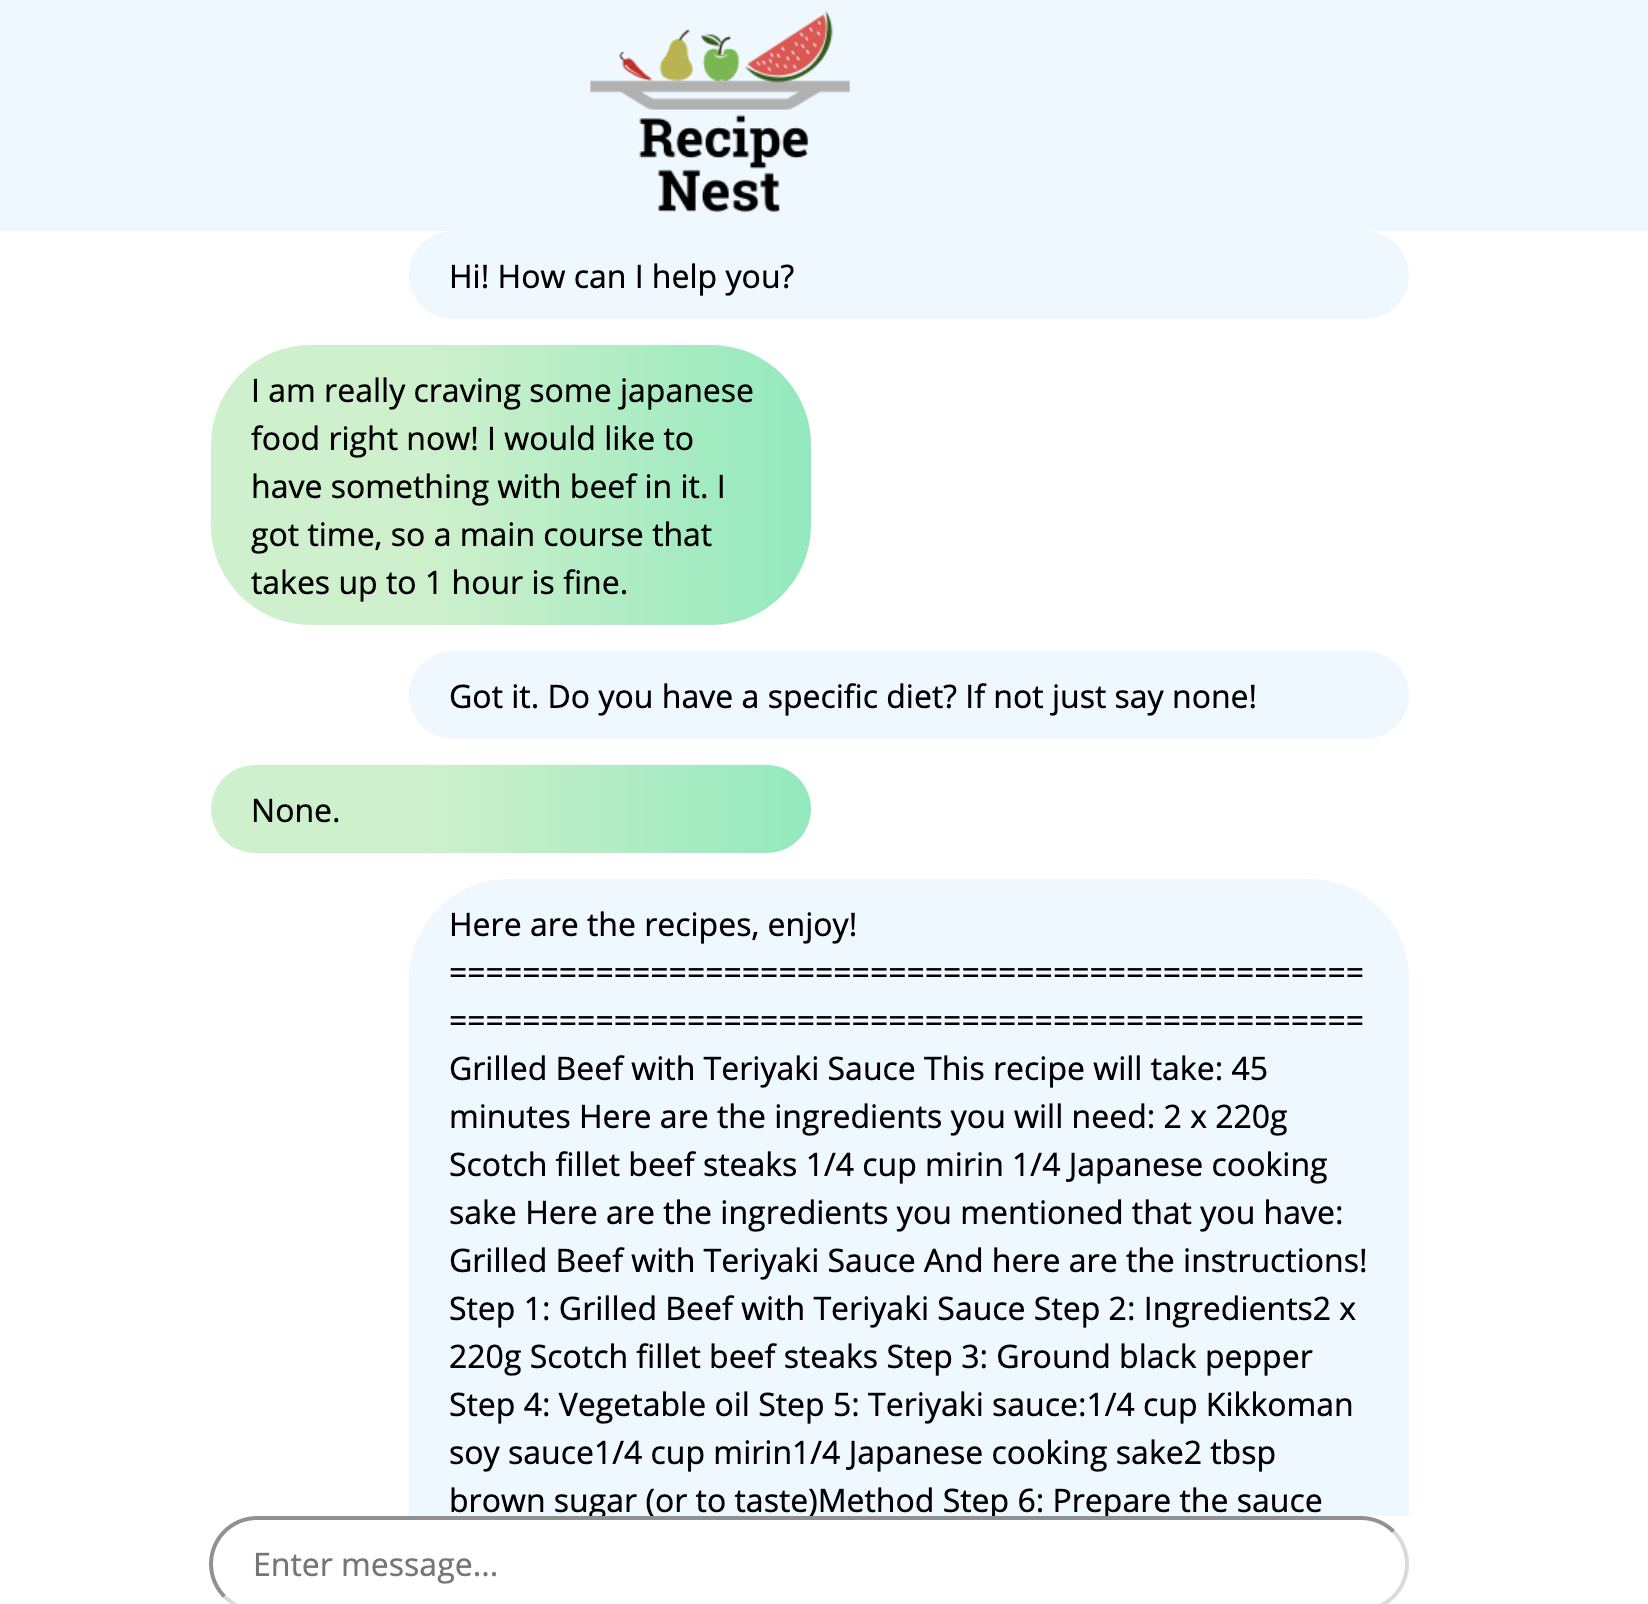 Recipe
Nest
Hi! How can I help you?
I am really craving some japanese
food right now! I would like to
have something with beef in it. I
got time, so a main course that
takes up to 1 hour is fine.
Got it. Do you have a specific diet? If not just say none!
None.
Here are the recipes, enjoy!
==================================================
==================================================
Grilled Beef with Teriyaki Sauce This recipe will take: 45
minutes Here are the ingredients you will need: 2 x 220g
Scotch fillet beef steaks 1/4 cup mirin 1/4 Japanese cooking
sake Here are the ingredients you mentioned that you have:
Grilled Beef with Teriyaki Sauce And here are the instructions!
Step 1: Grilled Beef with Teriyaki Sauce Step 2: Ingredients2 x
220g Scotch fillet beef steaks Step 3: Ground black pepper
Step 4: Vegetable oil Step 5: Teriyaki sauce:1/4 cup Kikkoman
soy sauce1/4 cup mirin1/4 Japanese cooking sake2 tbsp
brown sugar (or to taste)Method Step 6: Prepare the sauce
Enter message...